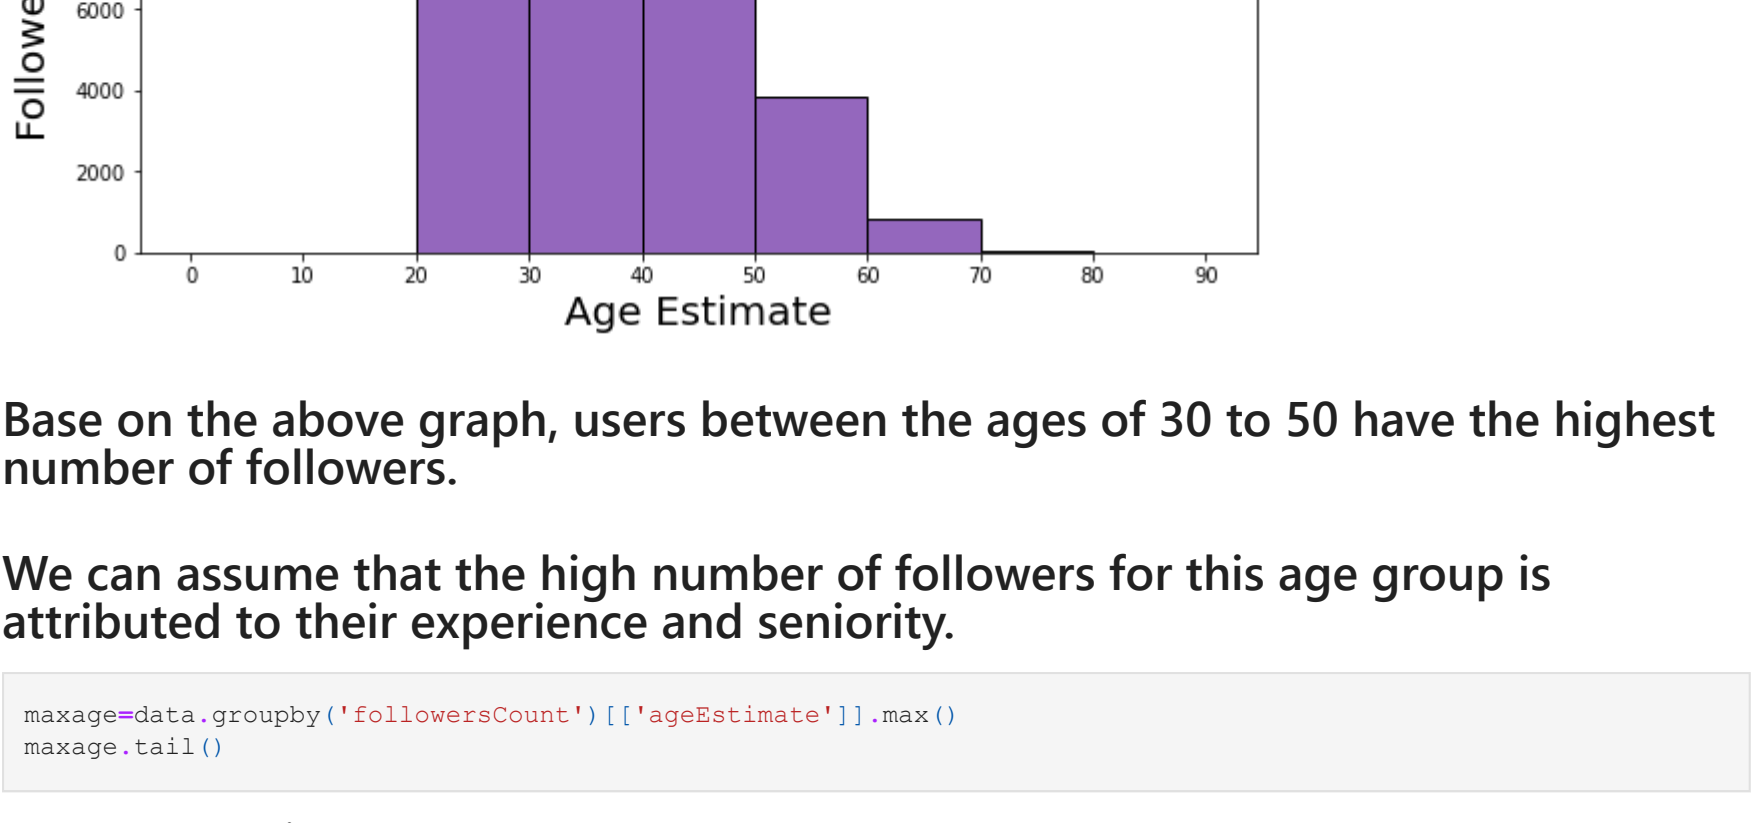 6000
Followe
4000
2000
0
0 10 20 30 40 50 60 70 80 90
Age Estimate
Base on the above graph, users between the ages of 30 to 50 have the highest
number of followers.
We can assume that the high number of followers for this age group is
attributed to their experience and seniority.
maxage=data.groupby('followersCount')[['ageEstimate']].max()
maxage.tail()